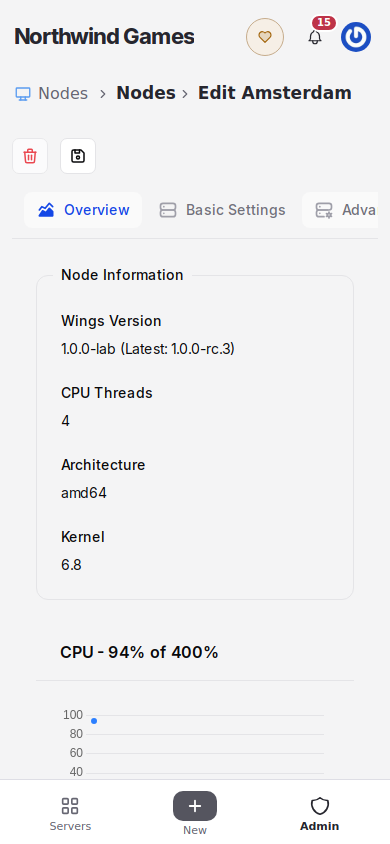 Northwind Games
15
Nodes > Nodes > Edit Amsterdam
Overview Basic Settings Adva
Node Information
Wings Version
1.0.0-lab (Latest: 1.0.0-rc.3)
CPU Threads
4
Architecture
amd64
Kernel
6.8
CPU - 94% of 400%
100
80
60
40
Servers New Admin